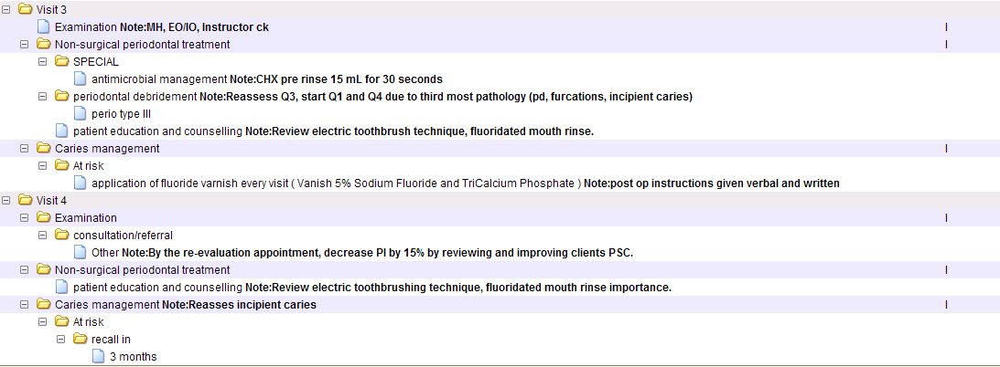 Visit 3
Examination Note:MH, EO/IO, Instructor ck I
Non-surgical periodontal treatment I
SPECIAL
antimicrobial management Note:CHX pre rinse 15 mL for 30 seconds
periodontal debridement Note:Reassess Q3, start Q1 and Q4 due to third most pathology (pd, furcations, incipient caries)
perio type III
patient education and counselling Note:Review electric toothbrush technique, fluoridated mouth rinse.
Caries management I
At risk
application of fluoride varnish every visit ( Vanish 5% Sodium Fluoride and TriCalcium Phosphate ) Note:post op instructions given verbal and written
Visit 4
Examination I
consultation/referral
Other Note:By the re-evaluation appointment, decrease PI by 15% by reviewing and improving clients PSC.
Non-surgical periodontal treatment I
patient education and counselling Note:Review electric toothbrushing technique, fluoridated mouth rinse importance.
Caries management Note:Reasses incipient caries I
At risk
recall in
3 months